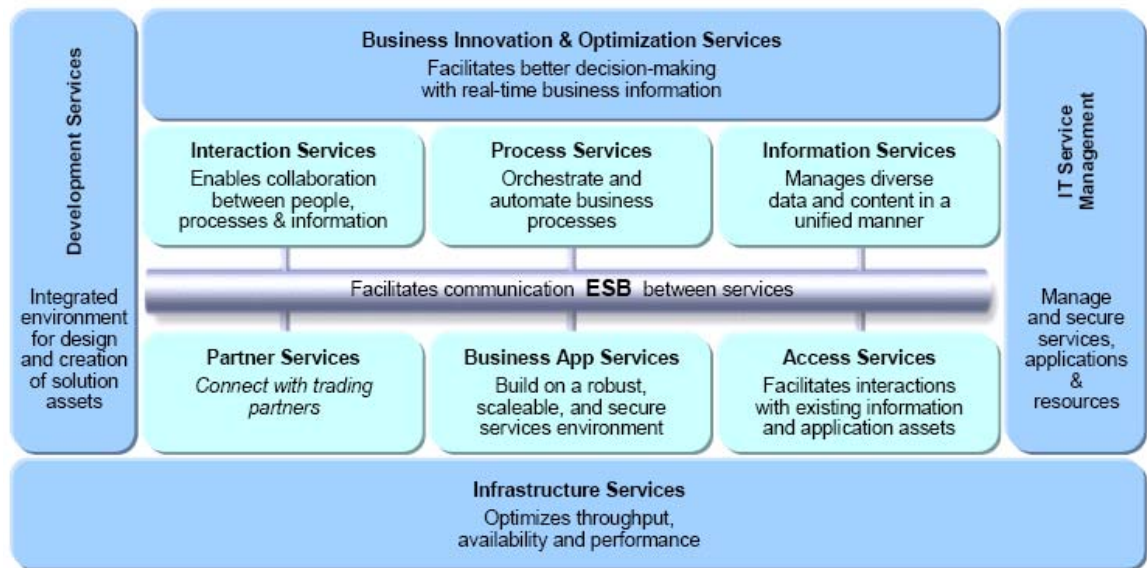 Business Innovation & Optimization Services
Facilitates better decision-making
with real-time business information
Development Services
Integrated
environment
for design
and creation
of solution
assets
Interaction Services
Enables collaboration
between people,
processes & information
Process Services
Orchestrate and
automate business
processes
Information Services
Manages diverse
data and content in a
unified manner
Facilitates communication ESB between services
Partner Services
Connect with trading
partners
Business App Services
Build on a robust,
scaleable, and secure
services environment
Access Services
Facilitates interactions
with existing information
and application assets
IT Service
Management
Manage
and secure
services,
applications
&
resources
Infrastructure Services
Optimizes throughput,
availability and performance